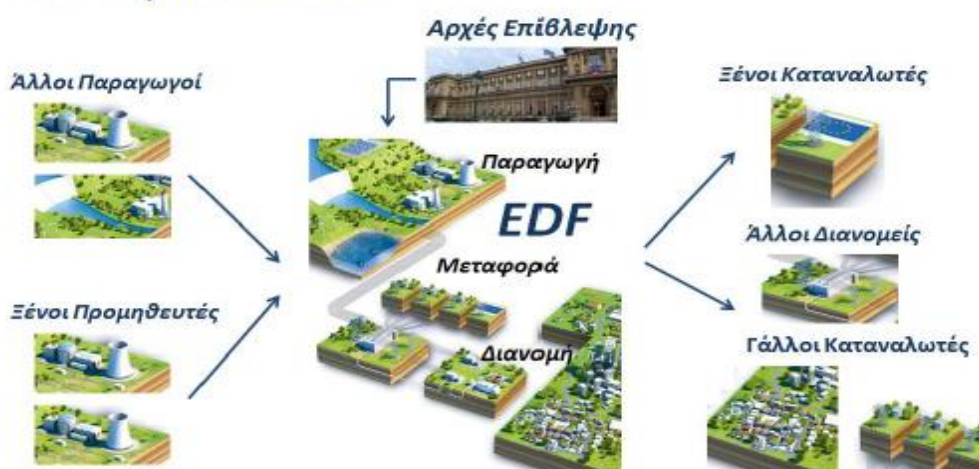 Αρχές Επίβλεψης
Άλλοι Παραγωγοί
Ξένοι Καταναλωτές
Παραγωγή
EDF
Άλλοι Διανομείς
Μεταφορά
Ξένοι Προμηθευτές
Διανομή
Γάλλοι Καταναλωτές